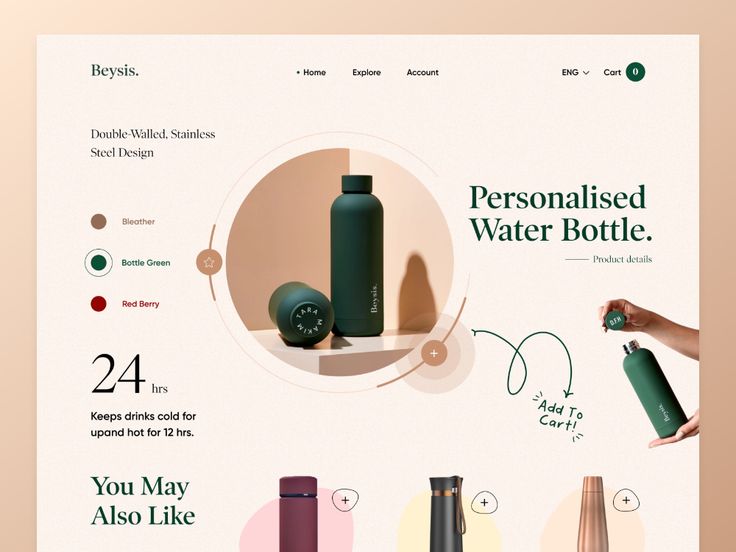 Beysis.
Home
Explore
Account
ENG
Cart
0
Double-Walled, Stainless
Steel Design
Bleather
Bottle Green
Red Berry
24 hrs
Keeps drinks cold for
upand hot for 12 hrs.
TARA
MAKIM
Beysis.
Personalised
Water Bottle.
Product details
Add To
Cart!
Beysis.
You May
Also Like